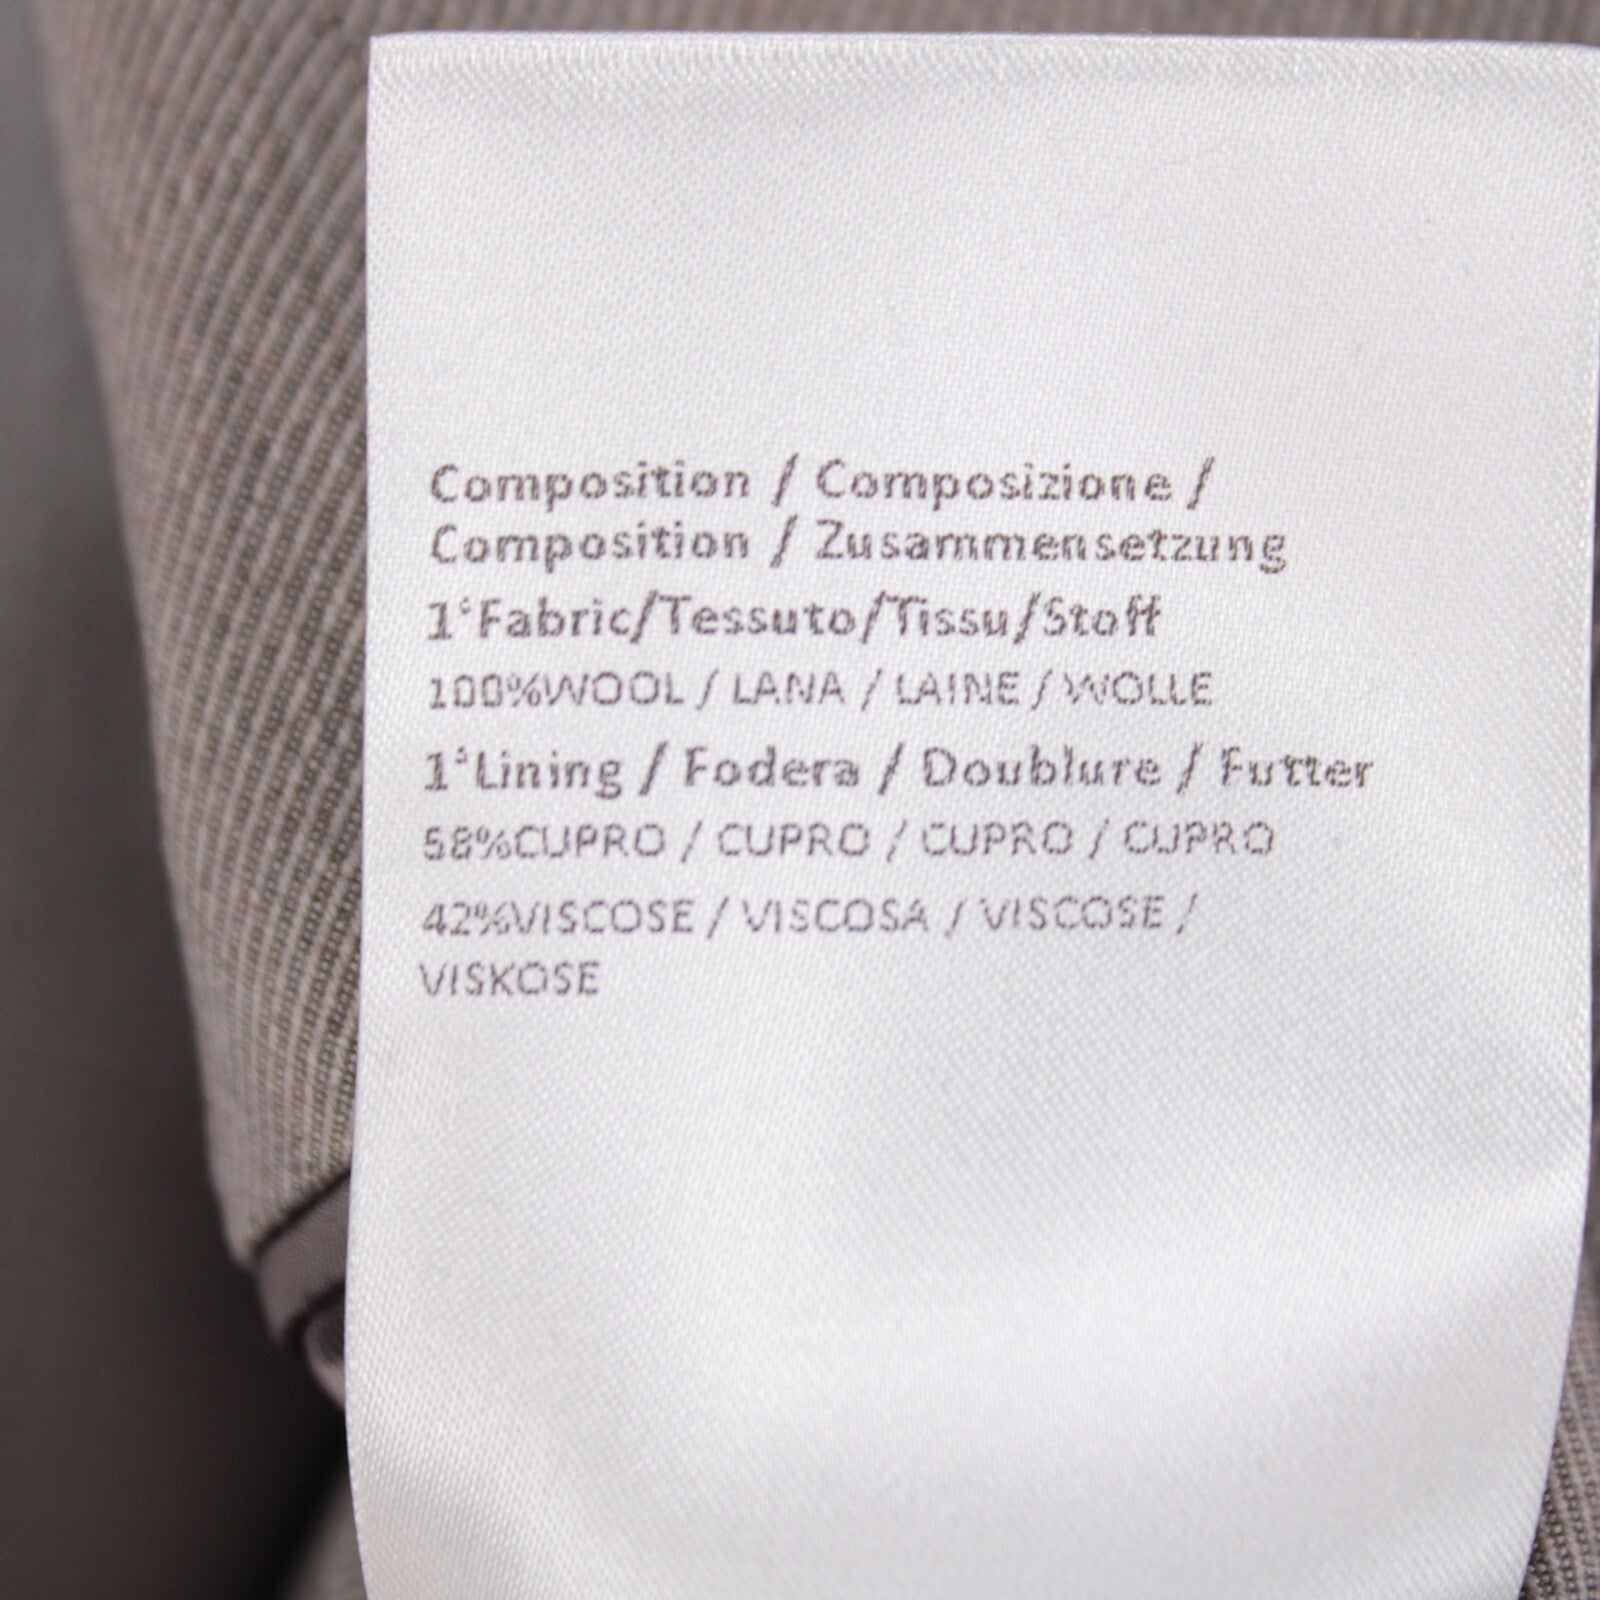 Composition / Composizione /
Composition / Zusammensetzung
1°Fabric/Tessuto/Tissu/Stoff
100%WOOL / LANA / LAINE / WOLLE
1°Lining / Fodera / Doublure / Futter
58%CUPRO / CUPRO / CUPRO / CUPRO
42%VISCOSE / VISCOSA / VISCOSE /
VISKOSE